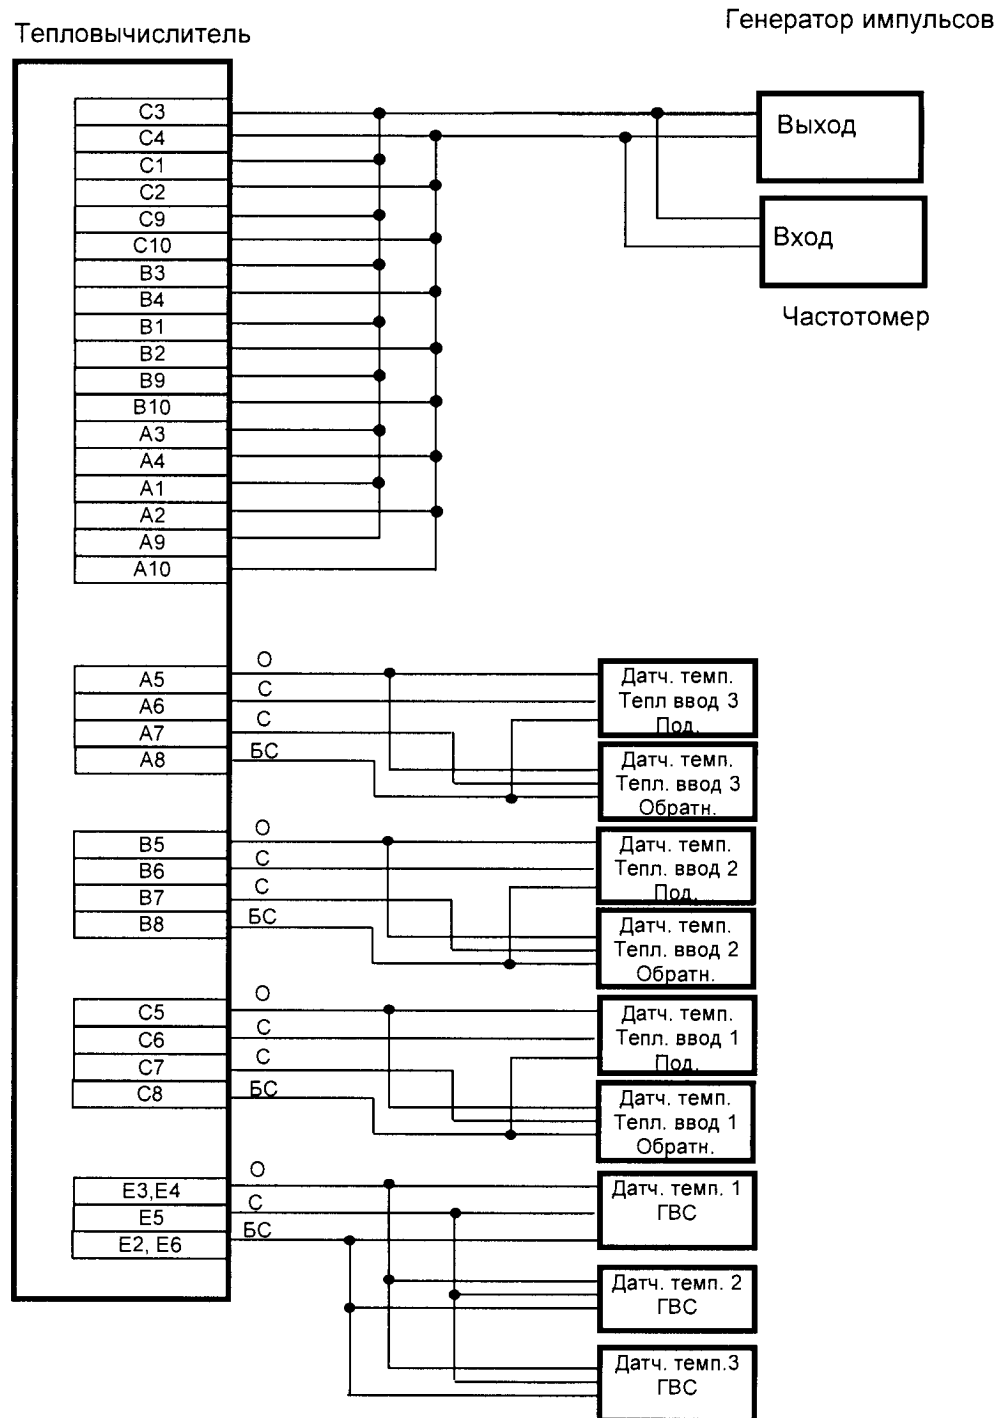 Генератор импульсов
Тепловычислитель
C3
C4
C1
C2
C9
C10
B3
B4
B1
B2
B9
B10
A3
A4
A1
A2
A9
A10
Выход
Вход
Частотомер
A5
A6
A7
A8
О
С
С
БС
Датч. темп.
Тепл ввод 3
Под.
Датч. темп.
Тепл. ввод 3
Обратн.
B5
B6
B7
B8
О
С
С
БС
Датч. темп.
Тепл. ввод 2
Под.
Датч. темп.
Тепл. ввод 2
Обратн.
C5
C6
C7
C8
О
С
С
БС
Датч. темп.
Тепл. ввод 1
Под.
Датч. темп.
Тепл. ввод 1
Обратн.
E3,E4
E5
E2, E6
О
С
БС
Датч. темп. 1
ГВС
Датч. темп. 2
ГВС
Датч. темп.3
ГВС